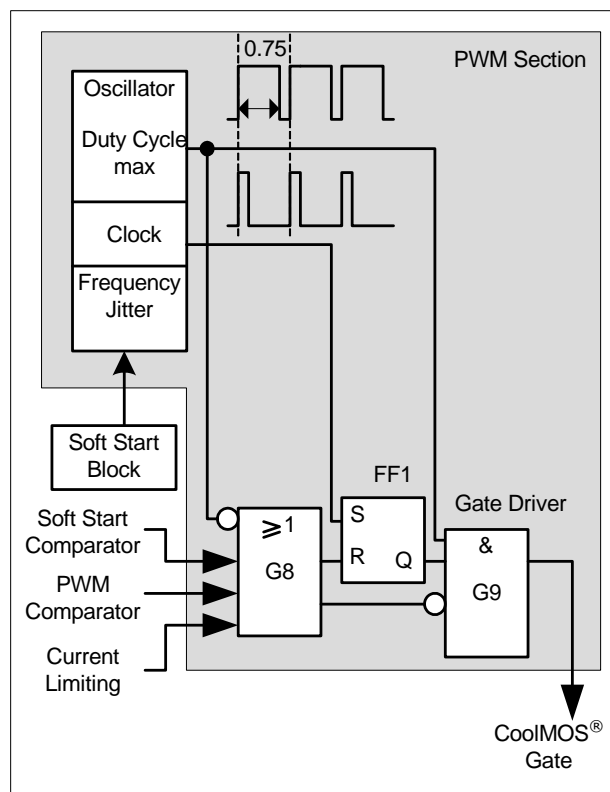 0.75
PWM Section
Oscillator
Duty Cycle
max
Clock
Frequency
Jitter
Soft Start
Block
FF1
Gate Driver
Soft Start
Comparator
PWM
Comparator
Current
Limiting
⩾1
G8
S
R
Q
&
G9
CoolMOS®
Gate